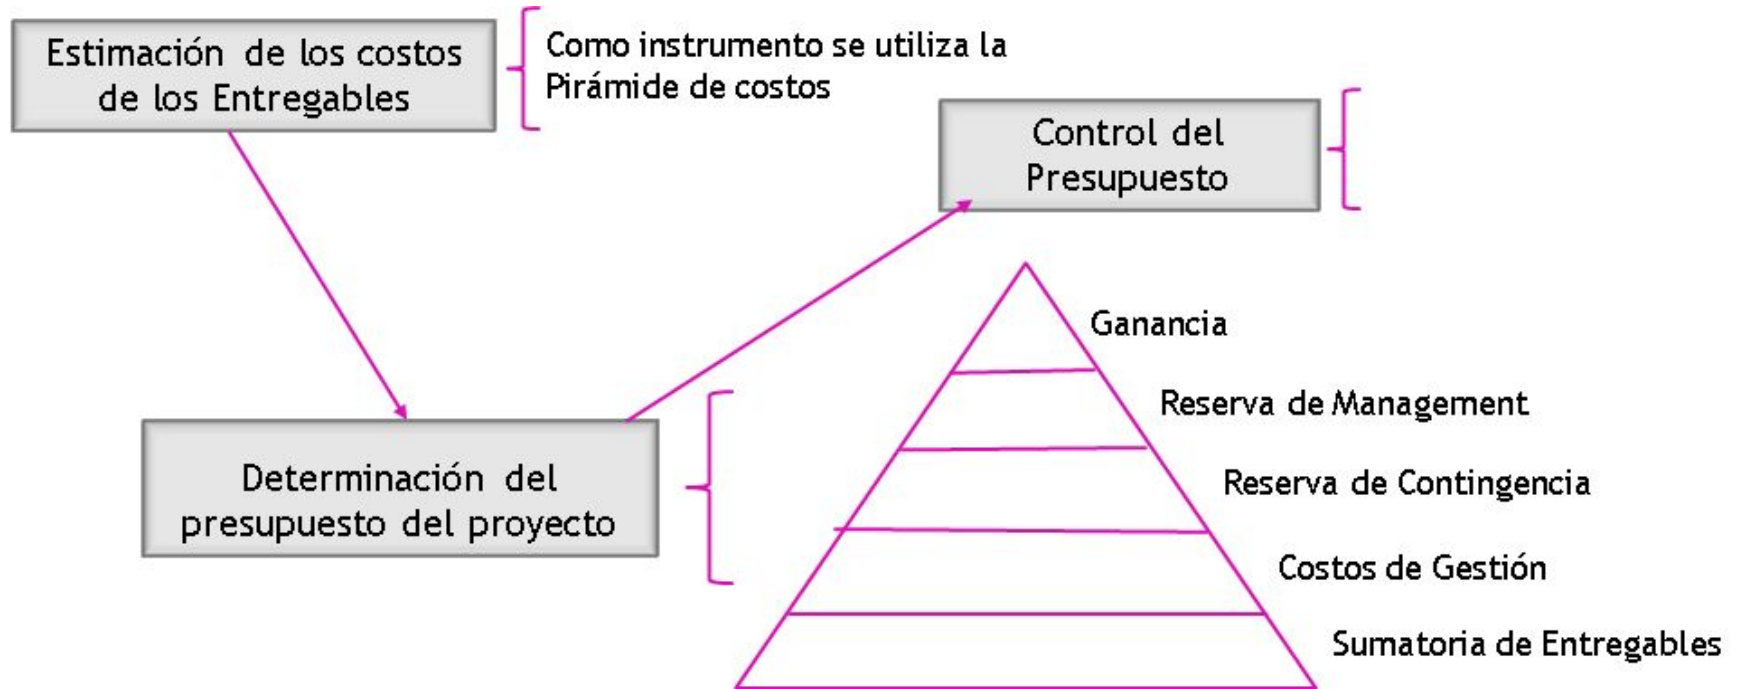 Estimación de los costos
de los Entregables
Como instrumento se utiliza la
Pirámide de costos
Control del
Presupuesto
Determinación del
presupuesto del proyecto
Ganancia
Reserva de Management
Reserva de Contingencia
Costos de Gestión
Sumatoria de Entregables